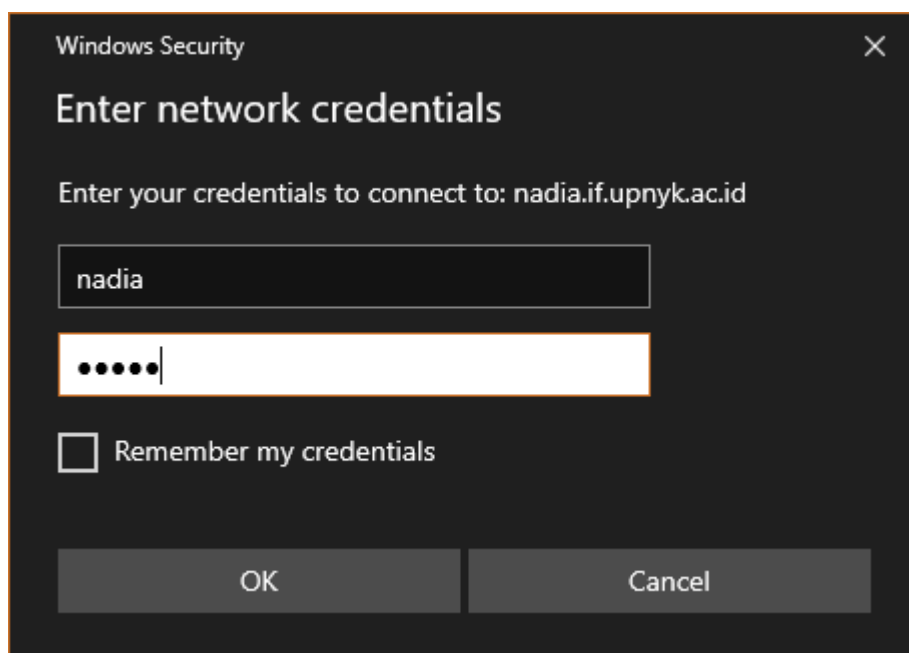 Windows Security
Enter network credentials
Enter your credentials to connect to: nadia.if.upnyk.ac.id
nadia
•••••
Remember my credentials
OK
Cancel